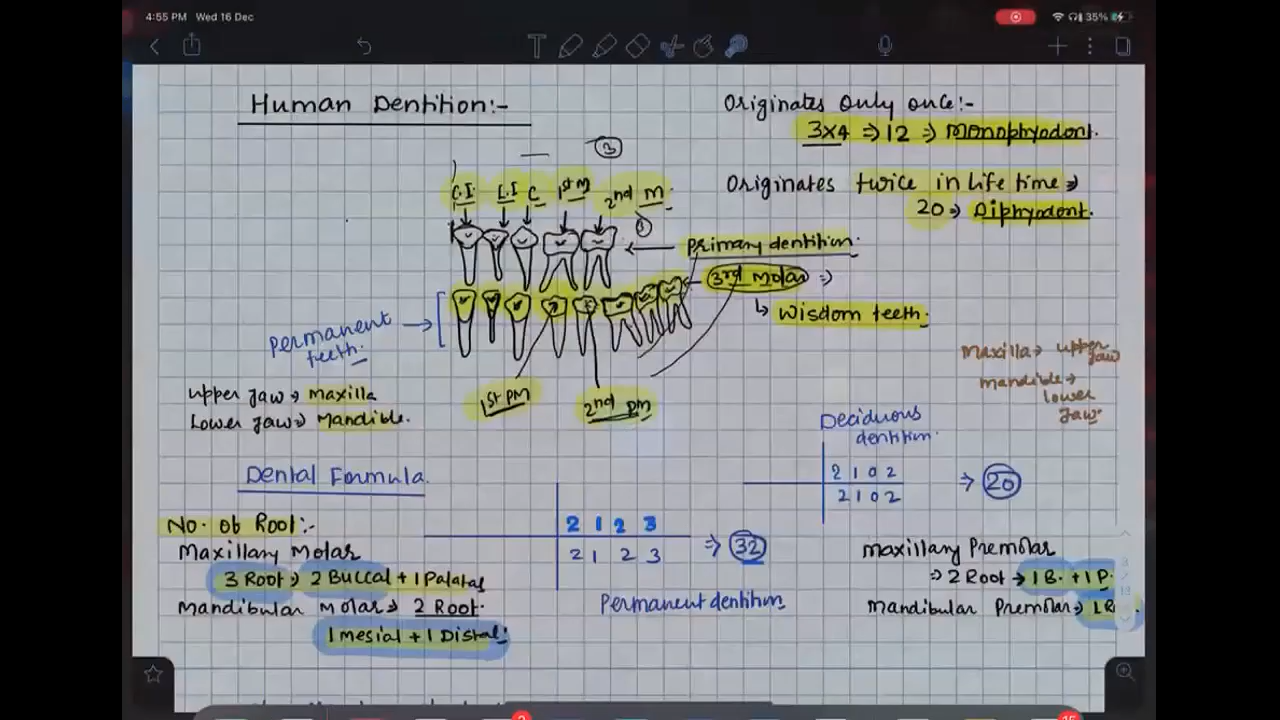 4:55 PM Wed 16 Dec
35%
Human Dentition:-
Originates Only once:-
3x4 ⇒ 12 ⇒ Monophyodont.
Originates twice in life time ⇒
20 ⇒ Diphyodont.
3
C.I L.I C 1st M 2nd M.
Primary dentition.
3rd Molar ⇒
↳ Wisdom teeth.
Permanent teeth.
1st PM
2nd PM
Upper Jaw → Maxilla
Lower Jaw → Mandible.
Maxilla → upper Jaw
Mandible → lower Jaw.
Dental Formula
Deciduous dentition.
2 1 0 2
2 1 0 2
⇒ 20
2 1 2 3
2 1 2 3
⇒ 32
Permanent dentition
No. of Root:-
Maxillary Molar
3 Root → 2 Buccal + 1 Palatal
Mandibular Molar → 2 Root.
1 Mesial + 1 Distal.
Maxillary Premolar
⇒ 2 Root → 1 B. + 1 P.
Mandibular Premolar → 1 R